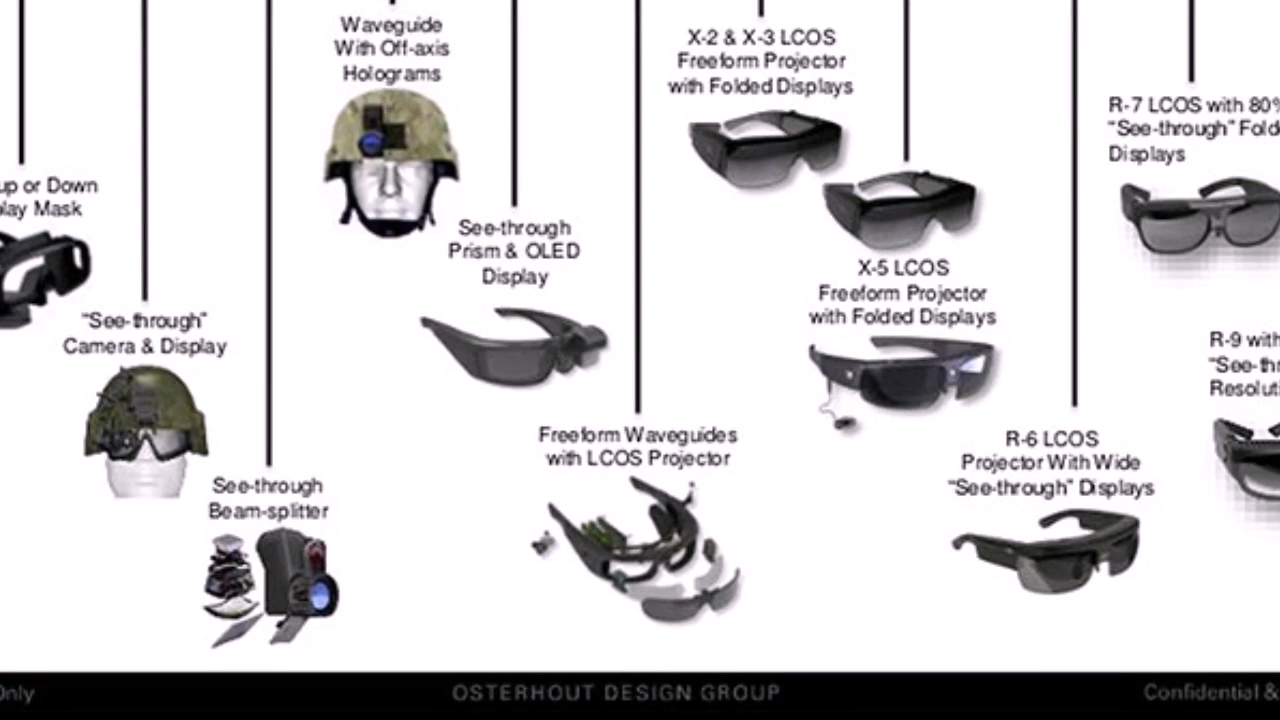 Waveguide
With Off-axis
Holograms
X-2 & X-3 LCOS
Freeform Projector
with Folded Displays
R-7 LCOS with 80%
“See-through” Fold
Displays
up or Down
lay Mask
See-through
Prism & OLED
Display
X-5 LCOS
Freeform Projector
with Folded Displays
“See-through”
Camera & Display
R-9 with
“See-thr
Resoluti
Freeform Waveguides
with LCOS Projector
R-6 LCOS
Projector With Wide
“See-through” Displays
See-through
Beam-splitter
Only
OSTERHOUT DESIGN GROUP
Confidential &